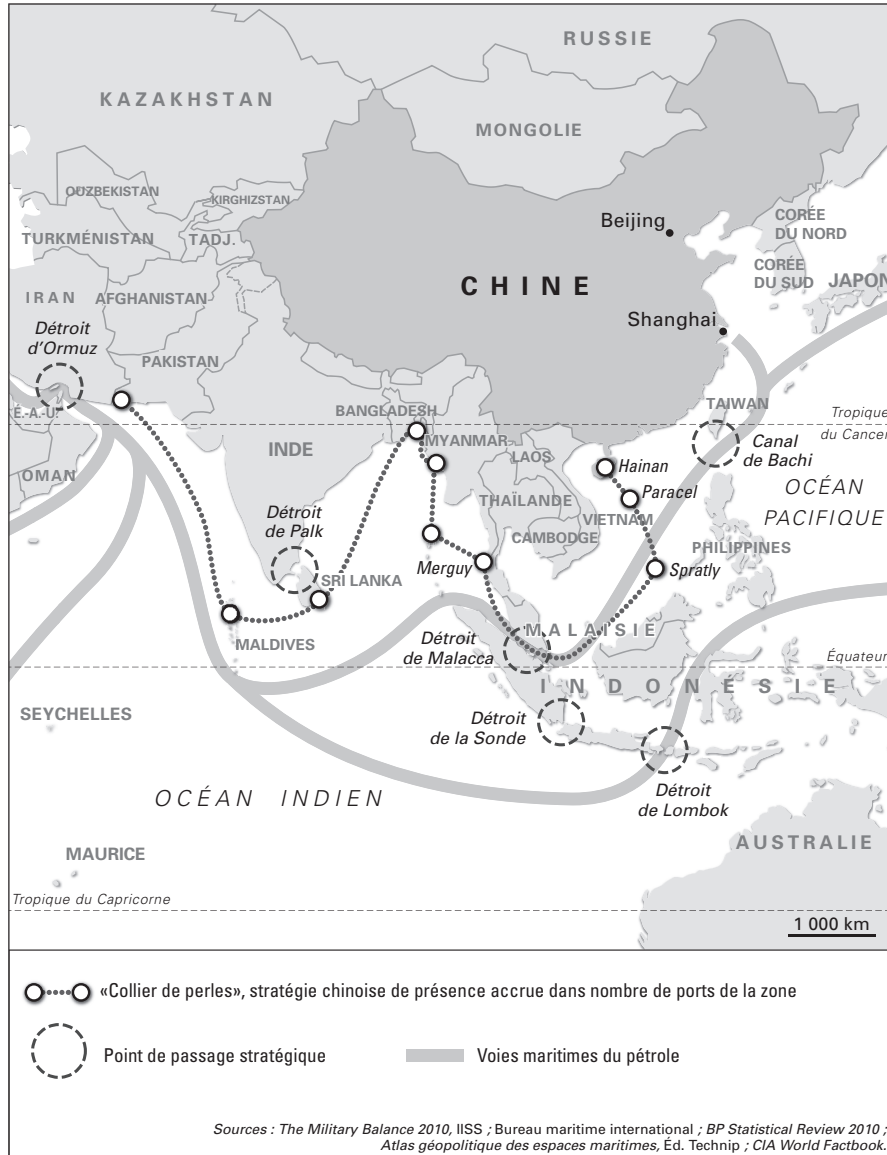 RUSSIE
KAZAKHSTAN
MONGOLIE
OUZBEKISTAN
KIRGHIZSTAN
TURKMÉNISTAN
TADJ.
Beijing
CORÉE
DU NORD
CORÉE
DU SUD
JAPON
CHINE
IRAN
AFGHANISTAN
Shanghai
Détroit
d'Ormuz
PAKISTAN
É.-A.-U.
BANGLADESH
TAIWAN
Tropique
du Cancer
MYANMAR
INDE
LAOS
Hainan
Canal
de Bachi
OMAN
THAÏLANDE
Paracel
OCÉAN
PACIFIQUE
VIETNAM
Détroit
de Palk
CAMBODGE
PHILIPPINES
Merguy
Spratly
SRI LANKA
MALDIVES
MALAISIE
Détroit
de Malacca
Équateur
INDONÉSIE
SEYCHELLES
Détroit
de la Sonde
Détroit
de Lombok
OCÉAN INDIEN
AUSTRALIE
MAURICE
Tropique du Capricorne
1 000 km
«Collier de perles», stratégie chinoise de présence accrue dans nombre de ports de la zone
Point de passage stratégique
Voies maritimes du pétrole
Sources : The Military Balance 2010, IISS ; Bureau maritime international ; BP Statistical Review 2010 ;
Atlas géopolitique des espaces maritimes, Éd. Technip ; CIA World Factbook.